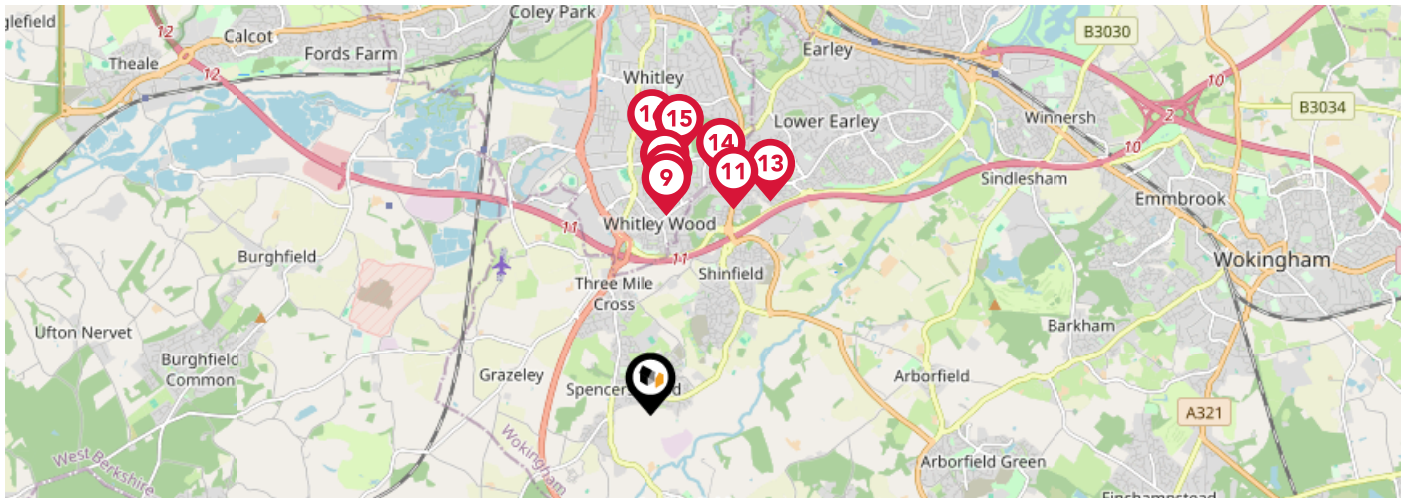 Coley Park
glefield
Calcot
12
Theale
Fords Farm
12
Earley
B3030
Whitley
10
B3034
2
Winnersh
10
Lower Earley
15
14
13
11
9
Sindlesham
Emmbrook
Whitley Wood
11
11
Wokingham
Burghfield
Shinfield
Three Mile
Cross
Ufton Nervet
Barkham
Burghfield
Common
Grazeley
Arborfield
A321
West Berkshire
Wokingham
Arborfield Green
Finchampstead